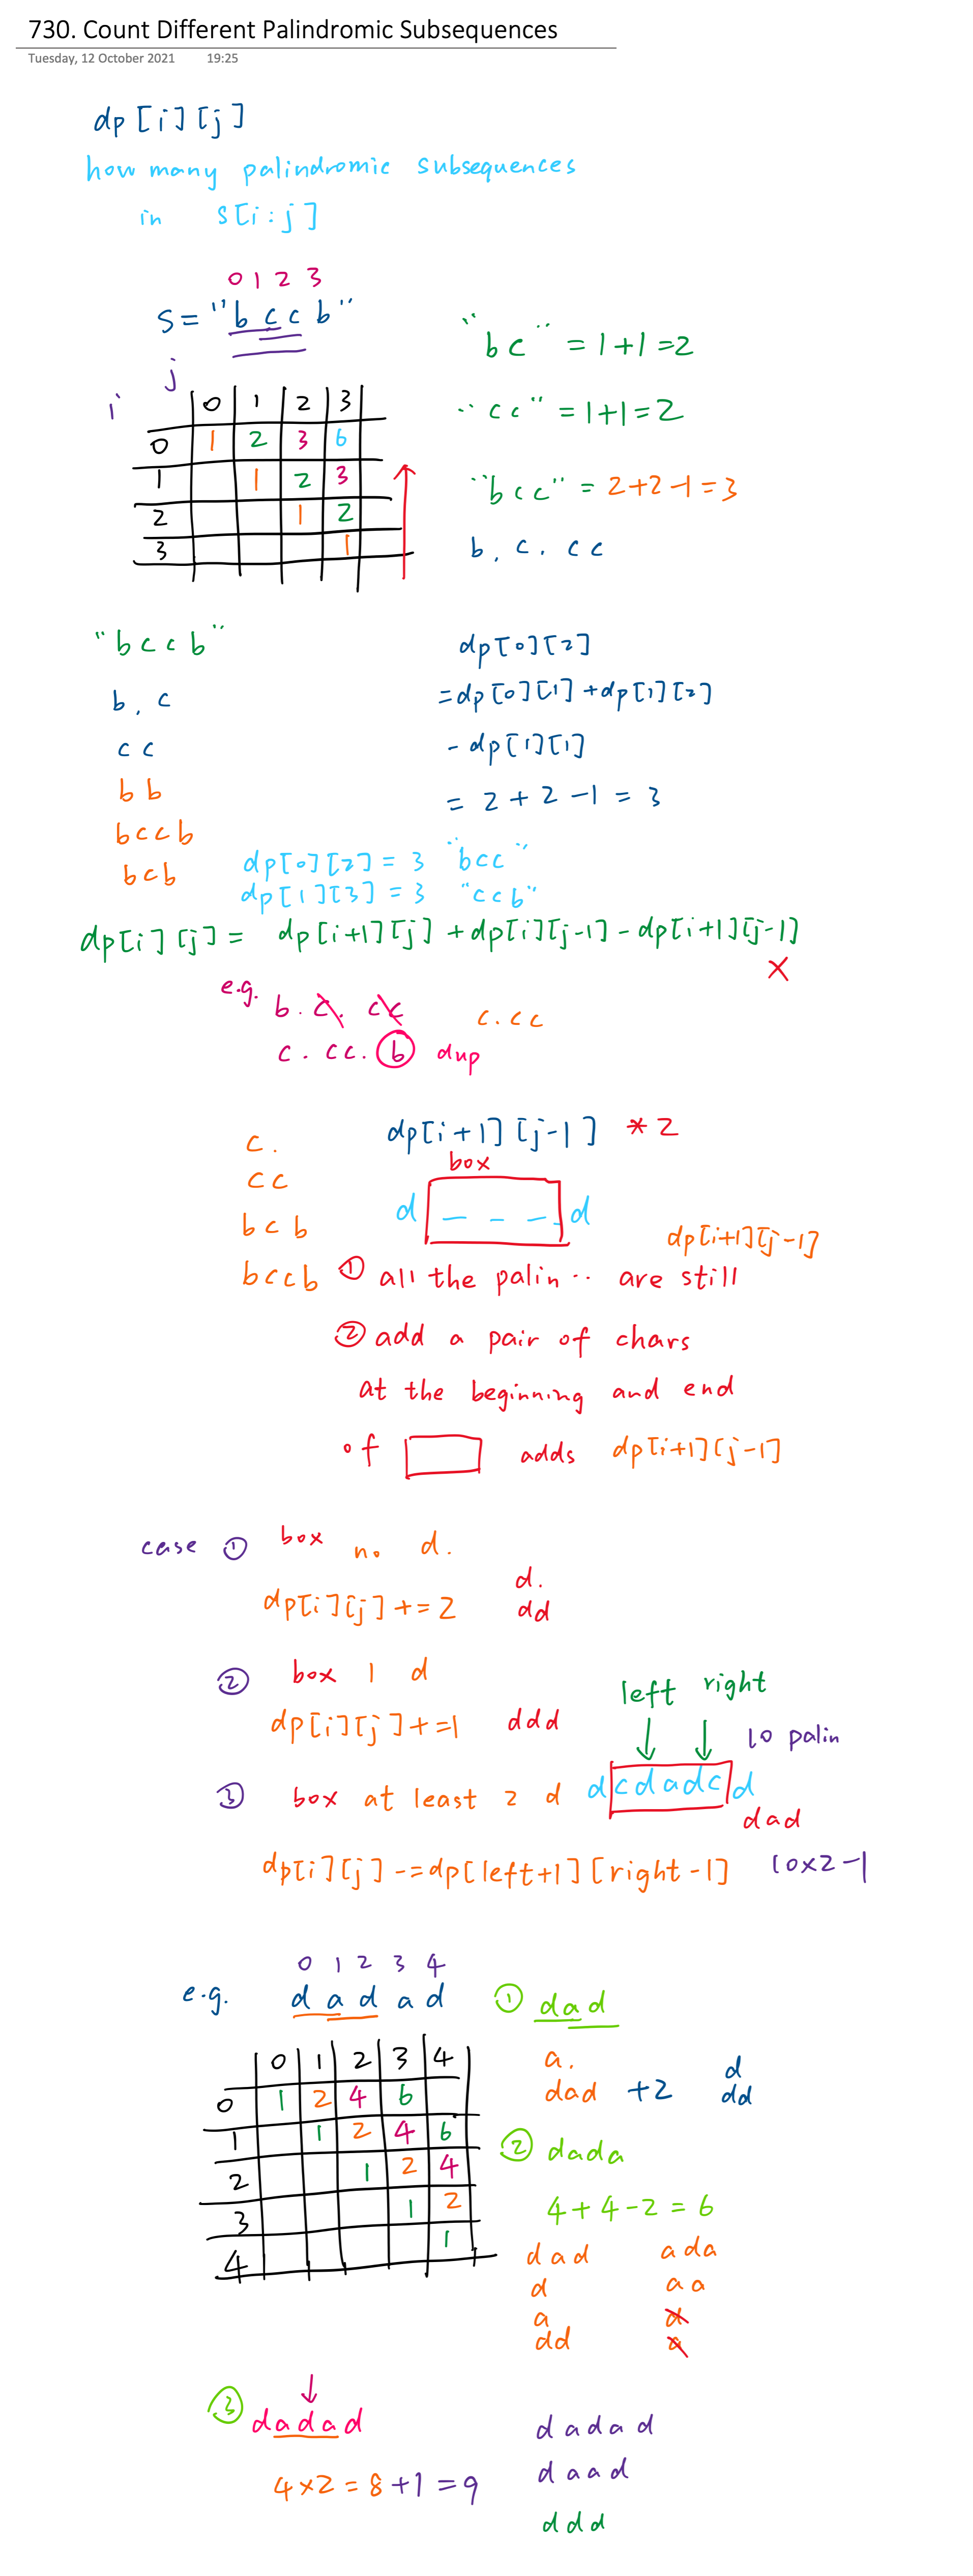 730. Count Different Palindromic Subsequences
Tuesday, 12 October 2021 19:25
dp[i][j]
how many palindromic subsequences
in s[i:j]
0 1 2 3
s = "bccb"
"bc" = 1+1=2
j
i
0 1 2 3
"cc" = 1+1=2
0 1 2 3 6
1 1 2 3
"bcc" = 2+2-1=3
2 1 2
3 1
b, c. cc
"bccb"
b, c
cc
bb
bccb
bcb
dp[0][2]
=dp[0][1]+dp[1][2]
-dp[1][1]
= 2+2-1=3
dp[0][2]=3 "bcc"
dp[1][3]=3 "ccb"
dp[i][j]= dp[i+1][j]+dp[i][j-1]-dp[i+1][j-1]
x
e.g. b. c. cc
c. cc
c. cc. b dup
dp[i+1][j-1] *2
c.
cc
bcb
bccb
box
d _ _ _ d
dp[i+1][j-1]
① all the palin.. are still
② add a pair of chars
at the beginning and end
of adds dp[i+1][j-1]
case ① box no d.
dp[i][j]+=2
d.
dd
② box 1 d
dp[i][j]+=1 ddd
left right
10 palin
③ box at least 2 d dcdadcd
dad
dp[i][j]-=dp[left+1][right-1] 10x2-1
0 1 2 3 4
e.g. dadad
① dad
0 1 2 3 4
0 1 2 4 6
1 1 2 4 6
2 1 2 4
3 1 2
4 1
a.
dad +2
d
dd
② dada
4+4-2=6
dad ada
d aa
a d
dd a
③ dadad
4x2=8+1=9
dadad
daad
ddd